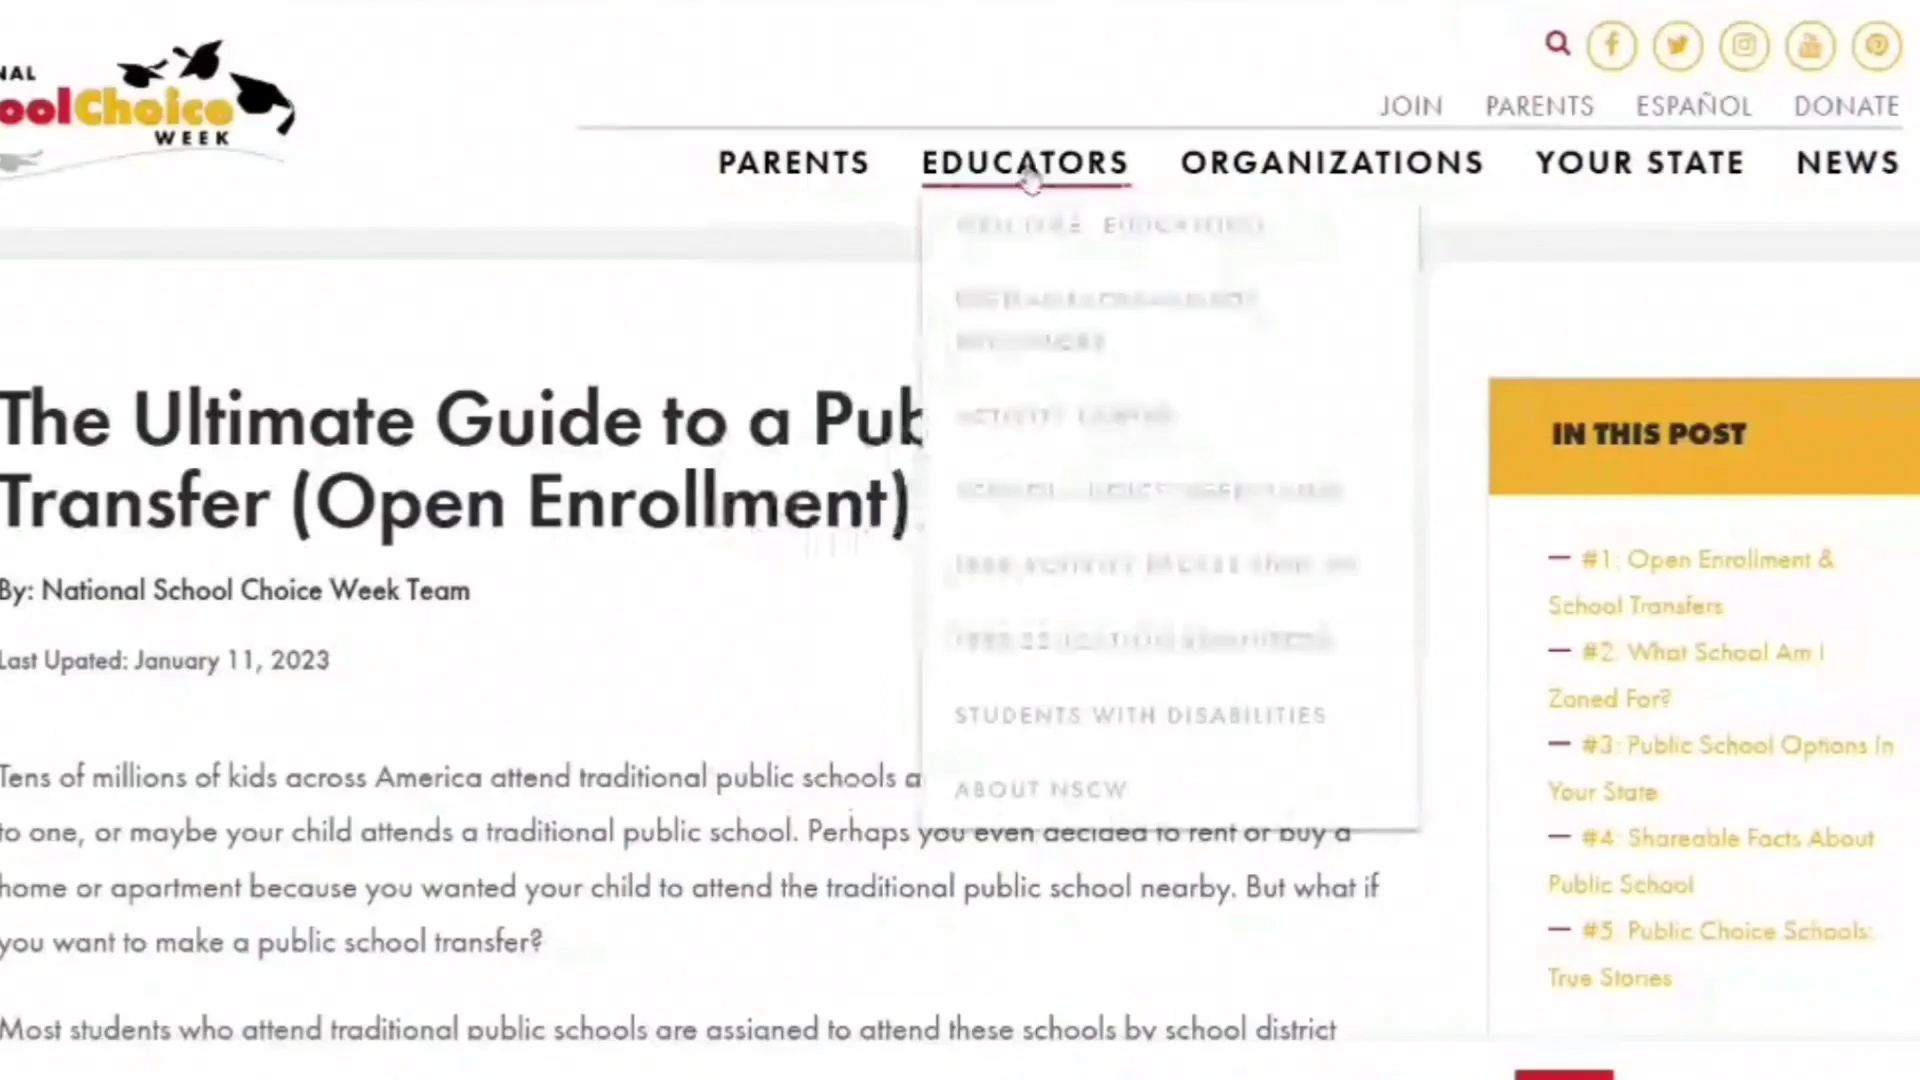 NAL
oolChoice
WEEK
JOIN PARENTS ESPAÑOL DONATE
PARENTS EDUCATORS ORGANIZATIONS YOUR STATE NEWS
EDUCATORS
STUDENTS WITH DISABILITIES
ABOUT NSCW
The Ultimate Guide to a Pub
Transfer (Open Enrollment)
By: National School Choice Week Team
Last Upated: January 11, 2023
Tens of millions of kids across America attend traditional public schools a
to one, or maybe your child attends a traditional public school. Perhaps you even decided to rent or buy a
home or apartment because you wanted your child to attend the traditional public school nearby. But what if
you want to make a public school transfer?
Most students who attend traditional public schools are assigned to attend these schools by school district
IN THIS POST
— #1: Open Enrollment &
School Transfers
— #2: What School Am I
Zoned For?
— #3: Public School Options In
Your State
— #4: Shareable Facts About
Public School
— #5: Public Choice Schools:
True Stories